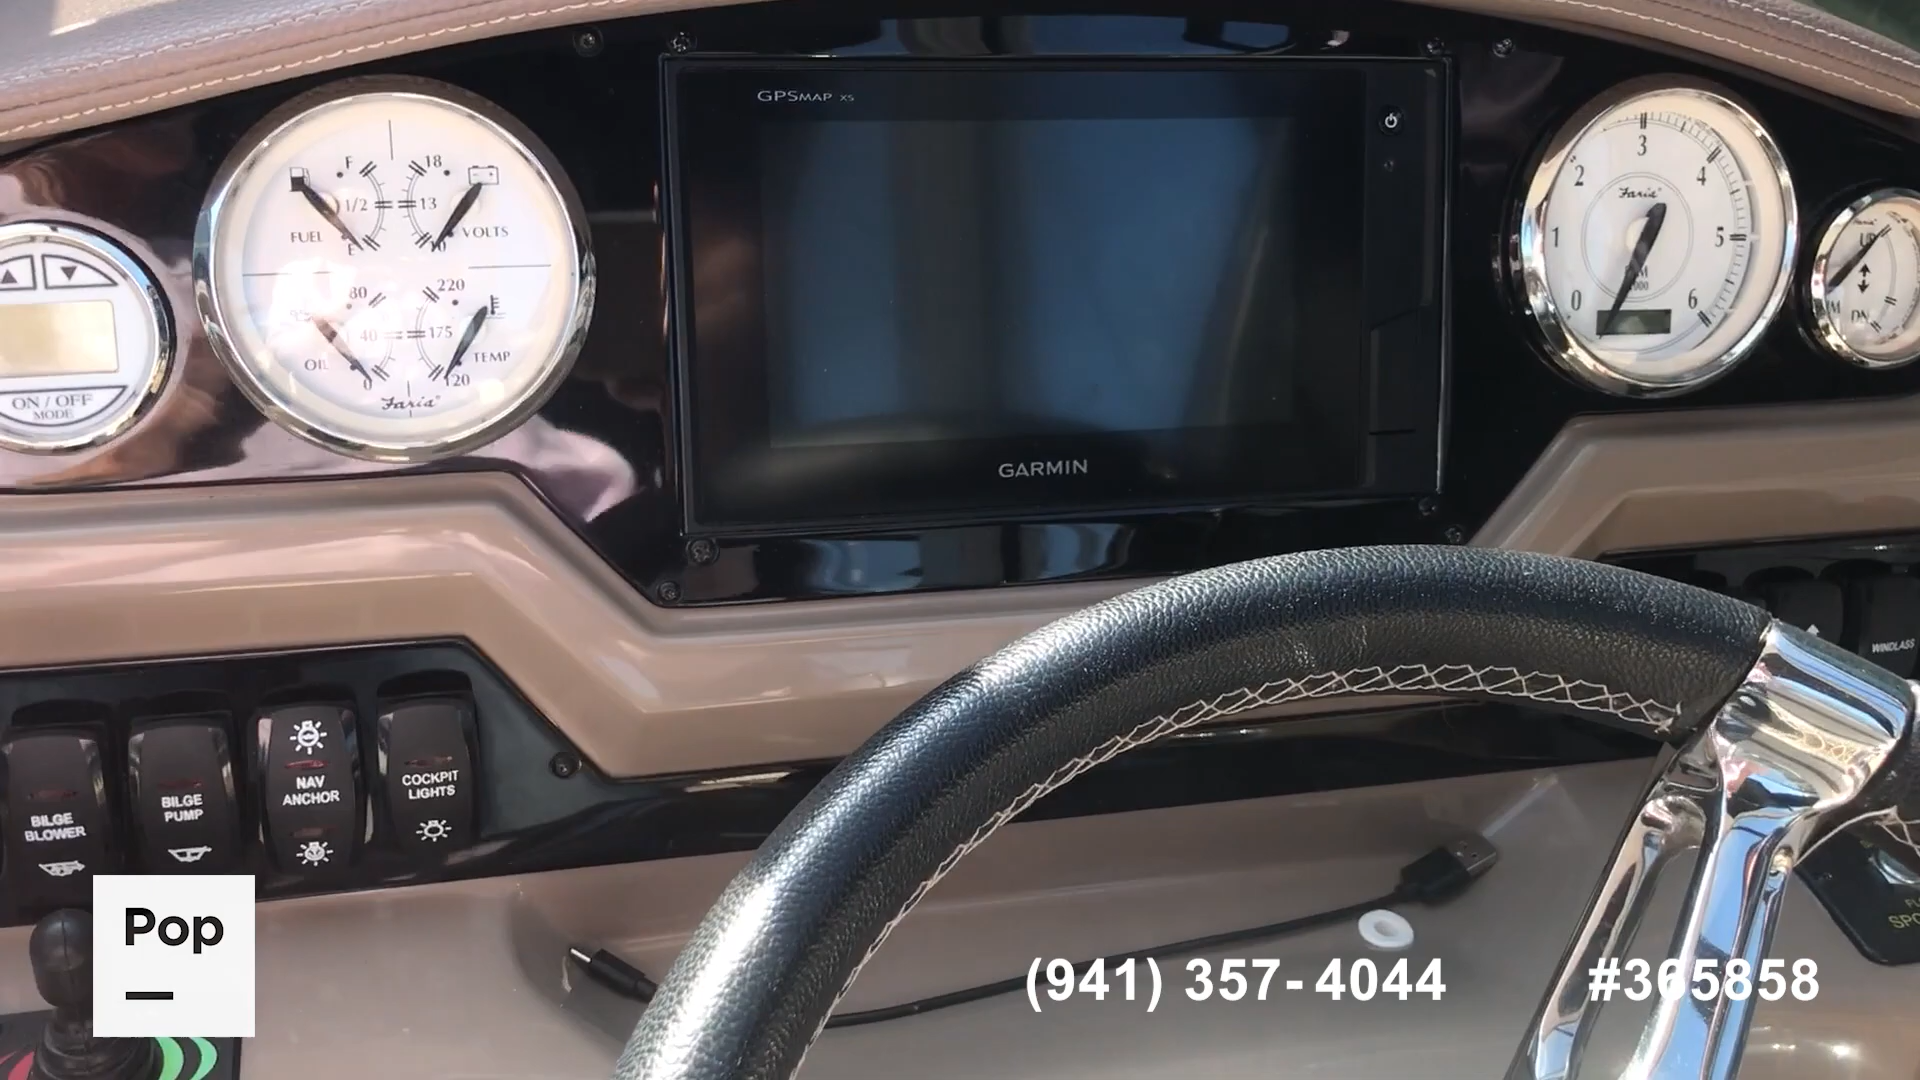 GPSMAP XS
F
1/2
E
FUEL
18
13
10
VOLTS
80
40
0
OIL
220
175
120
TEMP
Faria®
ON / OFF
MODE
GARMIN
0
1
2
3
4
5
6
Faria®
UP
DN
BILGE
BLOWER
BILGE
PUMP
NAV
ANCHOR
COCKPIT
LIGHTS
WINDLASS
Pop
(941) 357-4044
#365858